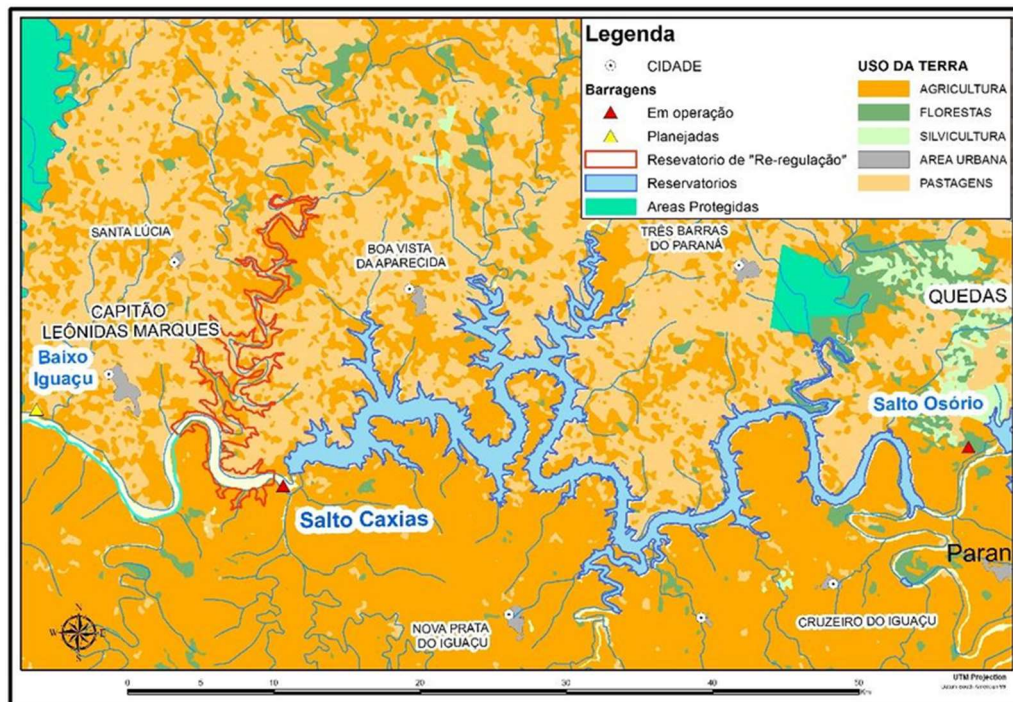 Legenda
CIDADE
Barragens
Em operação
Planejadas
Resevatorio de "Re-regulação"
Reservatorios
Areas Protegidas
USO DA TERRA
AGRICULTURA
FLORESTAS
SILVICULTURA
AREA URBANA
PASTAGENS
SANTA LÚCIA
BOA VISTA
DA APARECIDA
TRÊS BARRAS
DO PARANÁ
QUEDAS
CAPITÃO
LEÔNIDAS MARQUES
Baixo
Iguaçu
Salto Osório
Salto Caxias
Paran
NOVA PRATA
DO IGUAÇU
CRUZEIRO DO IGUAÇU
N
W E
S
0 5 10 20 30 40 50
Km
UTM Projection